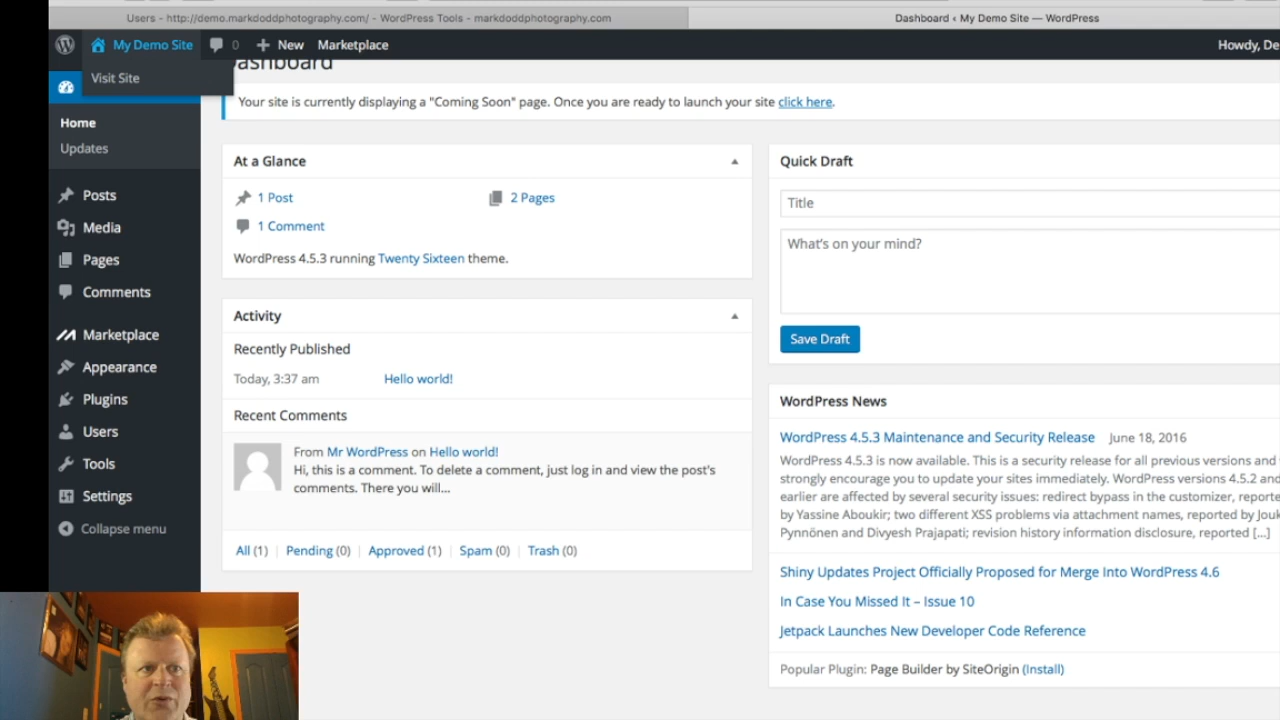 Users - http://demo.markdoddphotography.com/ - WordPress Tools - markdoddphotography.com
Dashboard ‹ My Demo Site — WordPress
My Demo Site 0 New Marketplace
Howdy, De
Visit Site
Your site is currently displaying a "Coming Soon" page. Once you are ready to launch your site click here.
Home
Updates
Posts
Media
Pages
Comments
Marketplace
Appearance
Plugins
Users
Tools
Settings
Collapse menu
At a Glance
1 Post
2 Pages
1 Comment
WordPress 4.5.3 running Twenty Sixteen theme.
Activity
Recently Published
Today, 3:37 am Hello world!
Recent Comments
From Mr WordPress on Hello world!
Hi, this is a comment. To delete a comment, just log in and view the post's
comments. There you will...
All (1) | Pending (0) | Approved (1) | Spam (0) | Trash (0)
Quick Draft
Title
What's on your mind?
Save Draft
WordPress News
WordPress 4.5.3 Maintenance and Security Release June 18, 2016
WordPress 4.5.3 is now available. This is a security release for all previous versions and
strongly encourage you to update your sites immediately. WordPress versions 4.5.2 and
earlier are affected by several security issues: redirect bypass in the customizer, reporte
by Yassine Aboukir; two different XSS problems via attachment names, reported by Jouk
Pynnönen and Divyesh Prajapati; revision history information disclosure, reported [...]
Shiny Updates Project Officially Proposed for Merge Into WordPress 4.6
In Case You Missed It – Issue 10
Jetpack Launches New Developer Code Reference
Popular Plugin: Page Builder by SiteOrigin (Install)